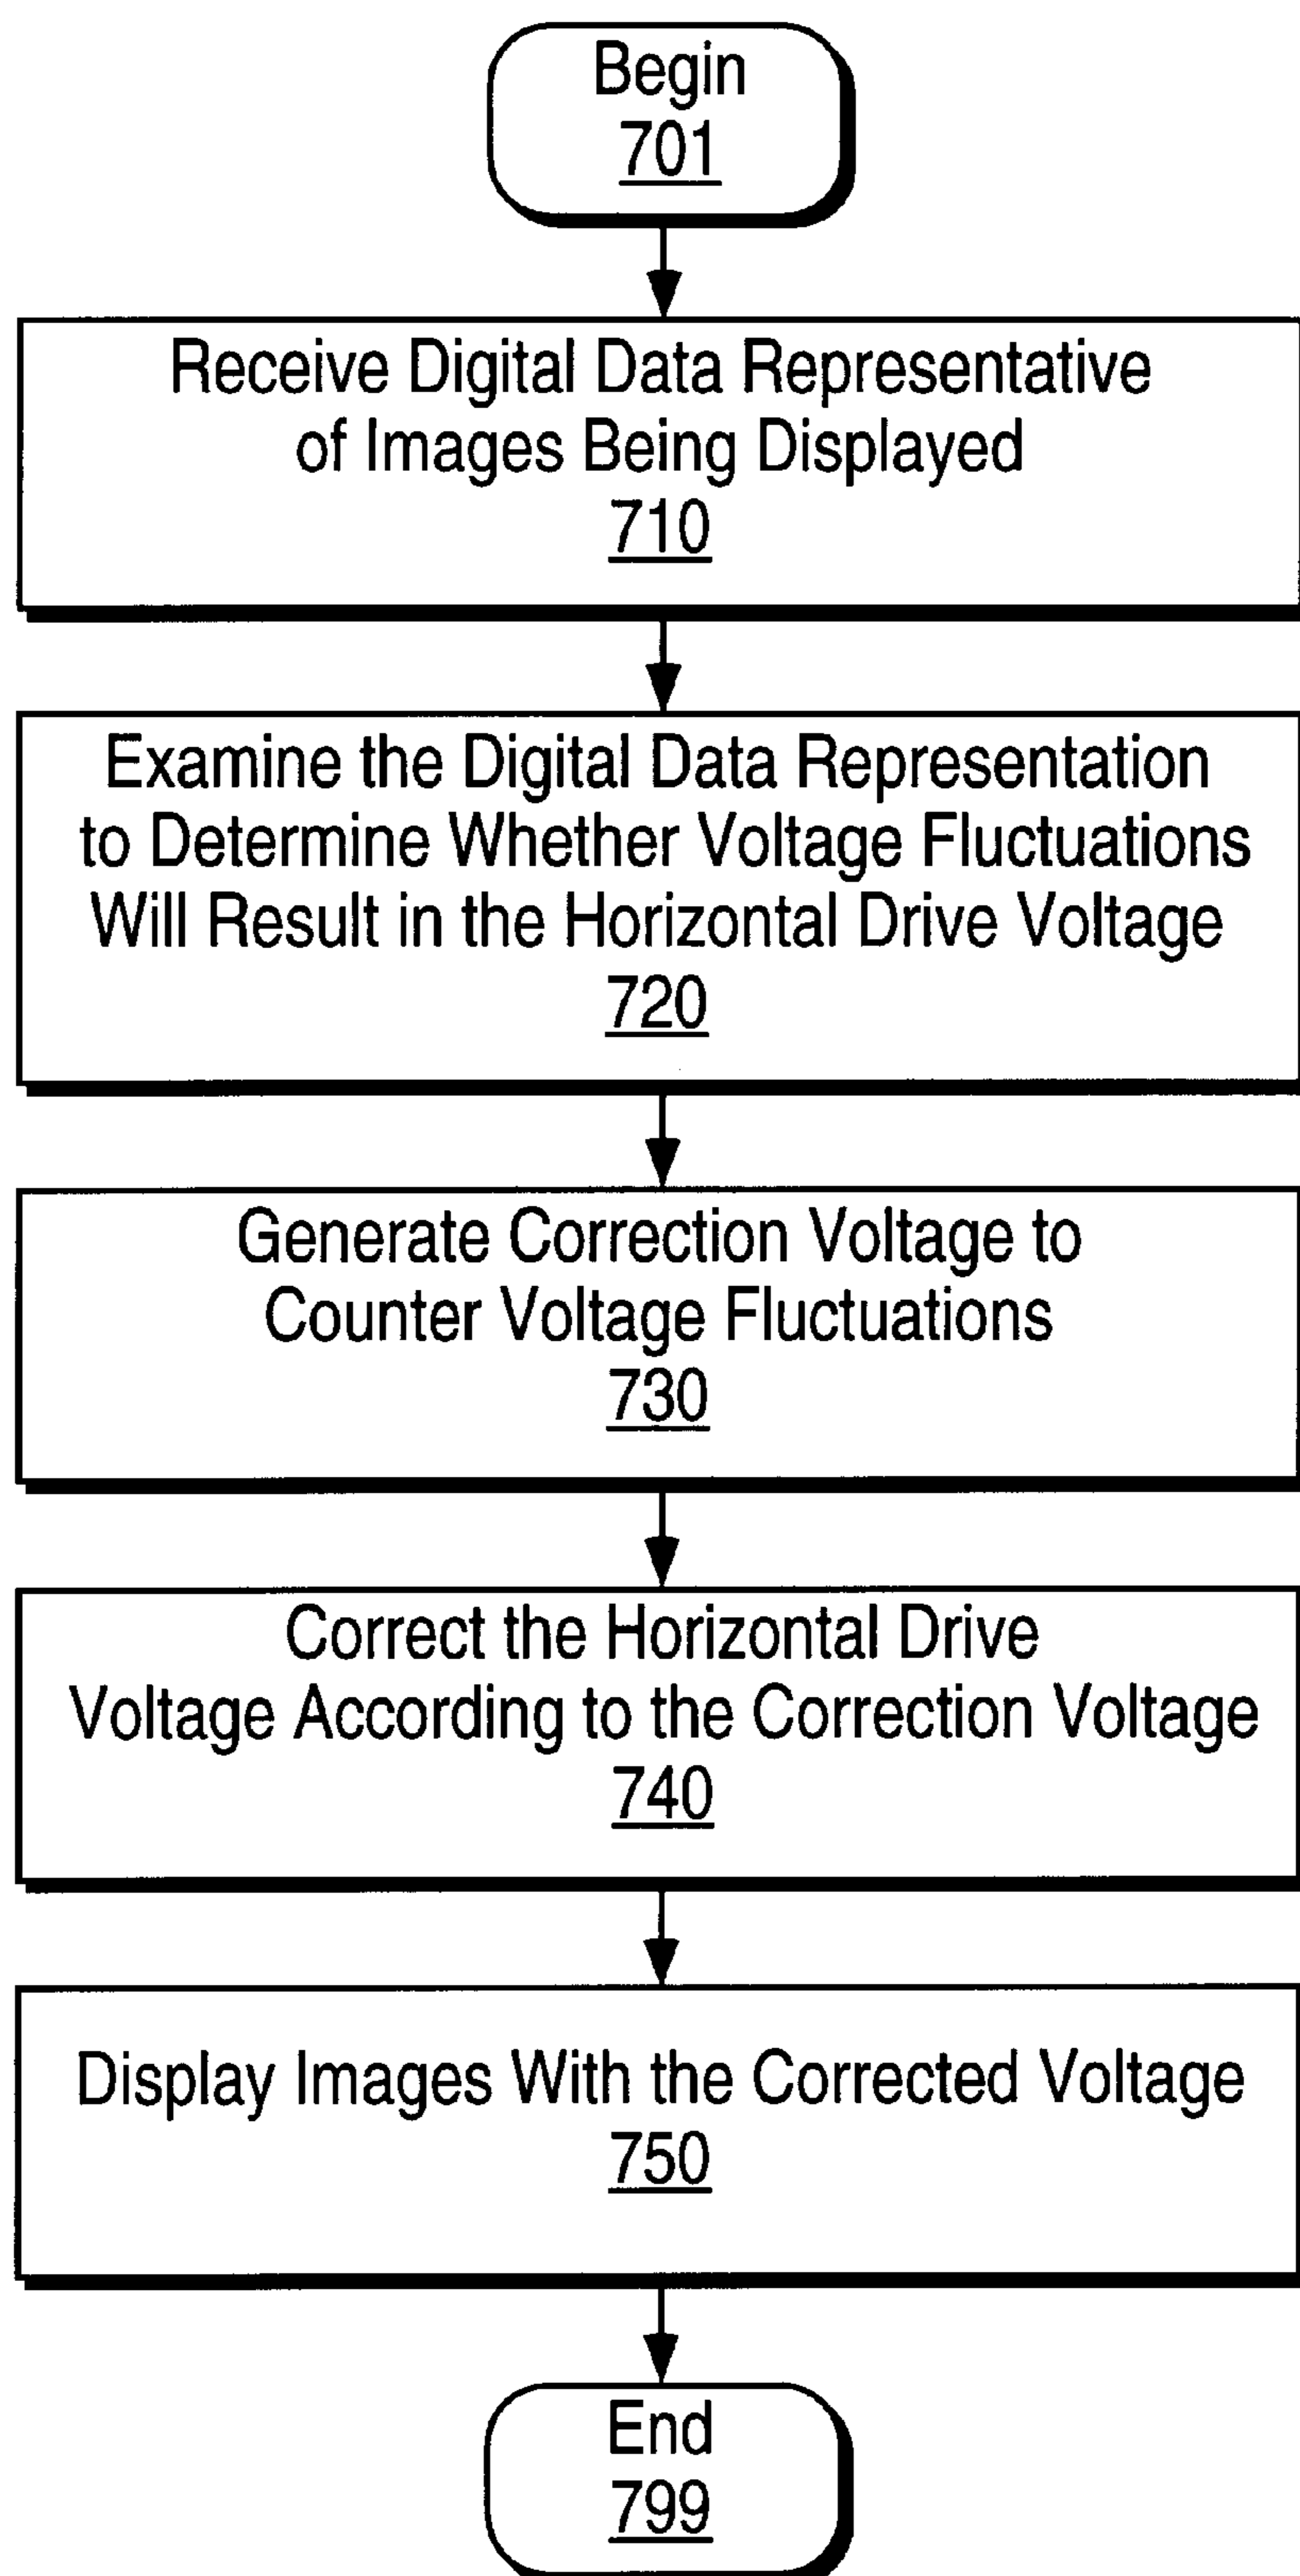 Begin
701
Receive Digital Data Representative
of Images Being Displayed
710
Examine the Digital Data Representation
to Determine Whether Voltage Fluctuations
Will Result in the Horizontal Drive Voltage
720
Generate Correction Voltage to
Counter Voltage Fluctuations
730
Correct the Horizontal Drive
Voltage According to the Correction Voltage
740
Display Images With the Corrected Voltage
750
End
799